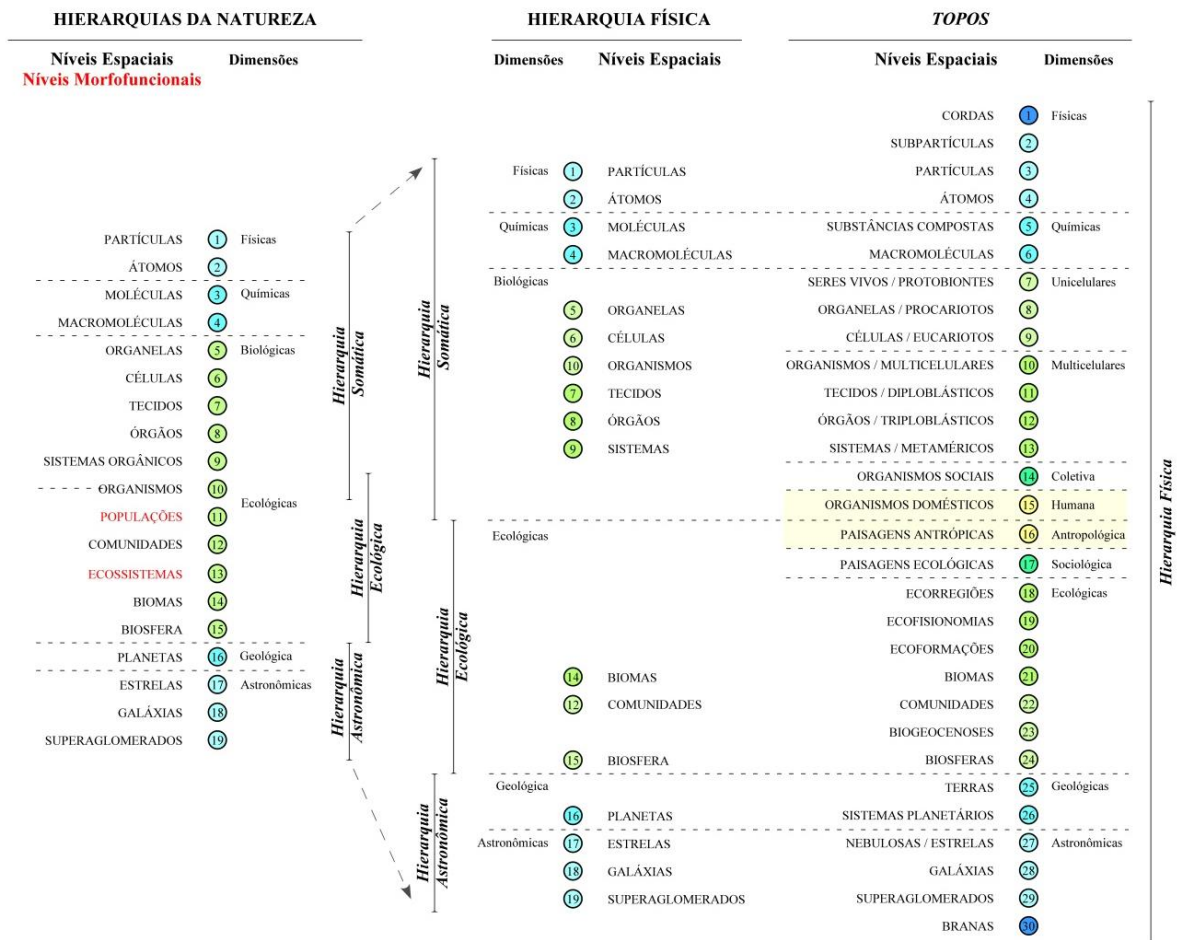 HIERARQUIAS DA NATUREZA
Níveis Espaciais Dimensões
Níveis Morfofuncionais
PARTÍCULAS 1 Físicas
ÁTOMOS 2
MOLÉCULAS 3 Químicas
MACROMOLÉCULAS 4
ORGANELAS 5 Biológicas
CÉLULAS 6
TECIDOS 7
ÓRGÃOS 8
SISTEMAS ORGÂNICOS 9
ORGANISMOS 10
Ecológicas
POPULAÇÕES 11
COMUNIDADES 12
ECOSSISTEMAS 13
BIOMAS 14
BIOSFERA 15
PLANETAS 16 Geológica
ESTRELAS 17 Astronômicas
GALÁXIAS 18
SUPERAGLOMERADOS 19
Hierarquia
Somática
Hierarquia
Ecológica
Hierarquia
Astronômica
HIERARQUIA FÍSICA
Dimensões Níveis Espaciais
Físicas 1 PARTÍCULAS
2 ÁTOMOS
Químicas 3 MOLÉCULAS
4 MACROMOLÉCULAS
Biológicas
5 ORGANELAS
6 CÉLULAS
10 ORGANISMOS
7 TECIDOS
8 ÓRGÃOS
9 SISTEMAS
Ecológicas
14 BIOMAS
12 COMUNIDADES
15 BIOSFERA
Geológica
16 PLANETAS
Astronômicas 17 ESTRELAS
18 GALÁXIAS
19 SUPERAGLOMERADOS
Hierarquia
Somática
Hierarquia
Ecológica
Hierarquia
Astronômica
TOPOS
Níveis Espaciais Dimensões
CORDAS 1 Físicas
SUBPARTÍCULAS 2
PARTÍCULAS 3
ÁTOMOS 4
SUBSTÂNCIAS COMPOSTAS 5 Químicas
MACROMOLÉCULAS 6
SERES VIVOS / PROTOBIONTES 7 Unicelulares
ORGANELAS / PROCARIOTOS 8
CÉLULAS / EUCARIOTOS 9
ORGANISMOS / MULTICELULARES 10 Multicelulares
TECIDOS / DIPLOBLÁSTICOS 11
ÓRGÃOS / TRIPLOBLÁSTICOS 12
SISTEMAS / METAMÉRICOS 13
ORGANISMOS SOCIAIS 14 Coletiva
ORGANISMOS DOMÉSTICOS 15 Humana
PAISAGENS ANTRÓPICAS 16 Antropológica
PAISAGENS ECOLÓGICAS 17 Sociológica
ECORREGIÕES 18 Ecológicas
ECOFISIONOMIAS 19
ECOFORMAÇÕES 20
BIOMAS 21
COMUNIDADES 22
BIOGEOCENOSES 23
BIOSFERAS 24
TERRAS 25 Geológicas
SISTEMAS PLANETÁRIOS 26
NEBULOSAS / ESTRELAS 27 Astronômicas
GALÁXIAS 28
SUPERAGLOMERADOS 29
BRANAS 30
Hierarquia Física